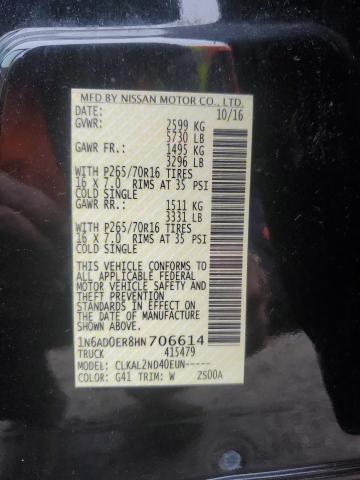 MFD BY NISSAN MOTOR CO., LTD.
DATE: 10/16
GVWR: 2599 KG
5730 LB
GAWR FR.: 1495 KG
3296 LB
WITH P265/70R16 TIRES
16 X 7.0 RIMS AT 35 PSI
COLD SINGLE
GAWR RR.: 1511 KG
3331 LB
WITH P265/70R16 TIRES
16 X 7.0 RIMS AT 35 PSI
COLD SINGLE
THIS VEHICLE CONFORMS TO
ALL APPLICABLE FEDERAL
MOTOR VEHICLE SAFETY AND
THEFT PREVENTION
STANDARDS IN EFFECT ON
THE DATE OF MANUFACTURE
SHOWN ABOVE.
1N6AD0ER8HN706614
TRUCK 415479
MODEL: CLKAL2ND40EUN-----
COLOR: G41 TRIM: W ZS00A